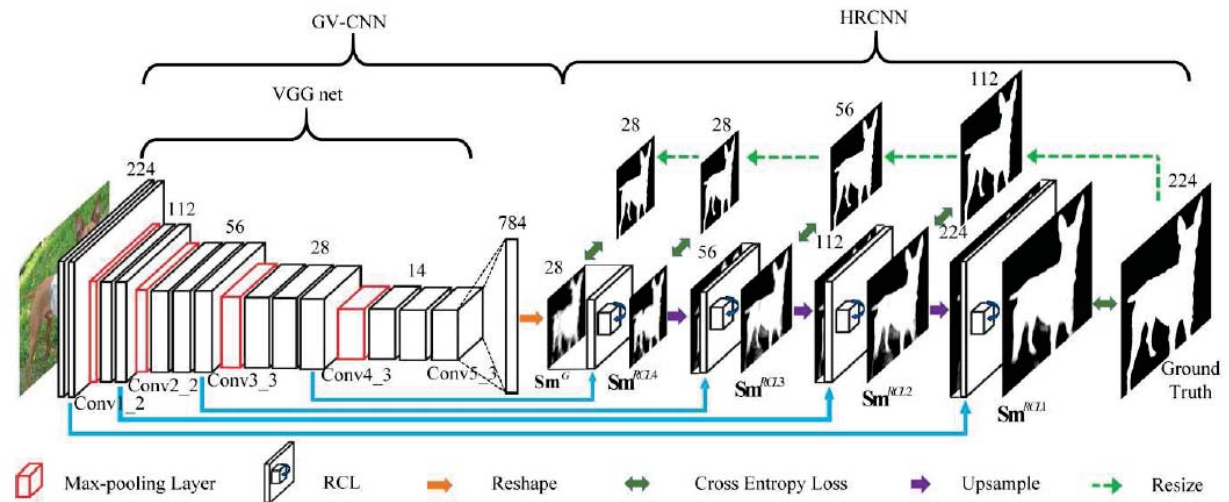 GV-CNN
HRCNN
VGG net
112
56
28
28
224
112
56
28
14
784
28
56
112
224
224
Conv1_2
Conv2_2
Conv3_3
Conv4_3
Conv5_3
Sm^G
Sm^RCL4
Sm^RCL3
Sm^RCL2
Sm^RCL1
Ground
Truth
Max-pooling Layer
RCL
Reshape
Cross Entropy Loss
Upsample
Resize